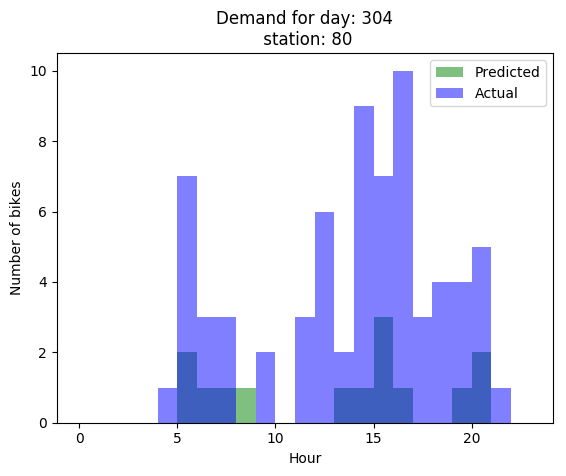 Demand for day: 304
station: 80
Predicted
Actual
Number of bikes
10
8
6
4
2
0
0 5 10 15 20
Hour